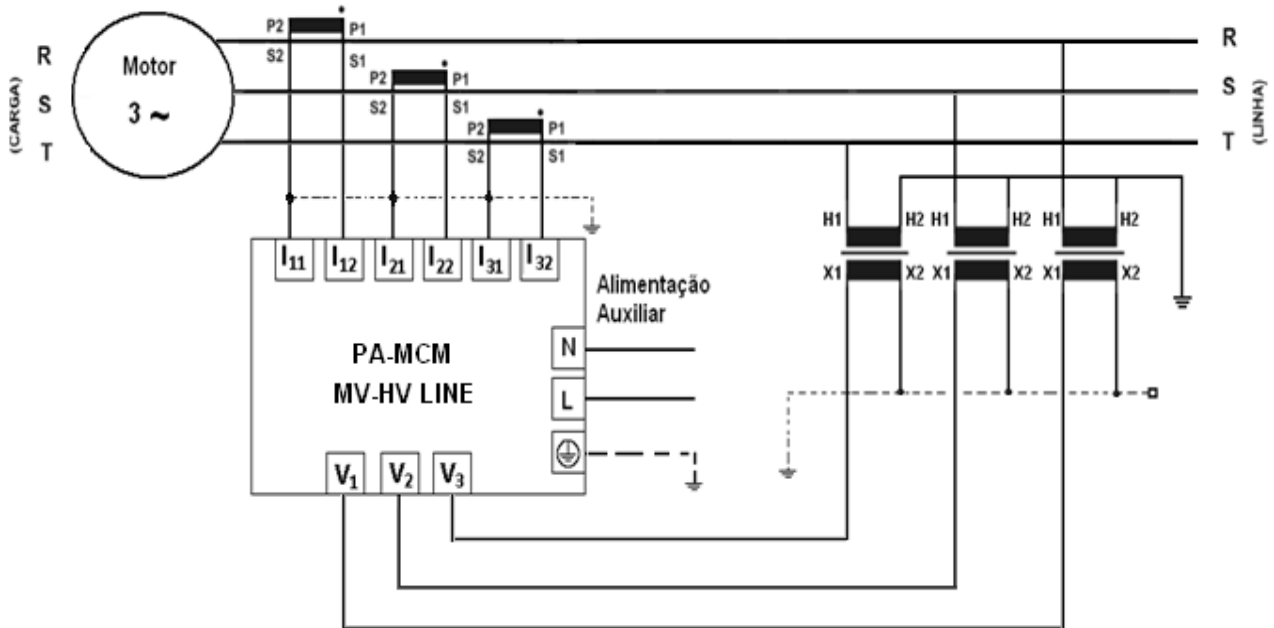 P2 P1
S2 S1
R
S
T
(CARGA)
Motor
3 ~
P2 P1
S2 S1
P2 P1
S2 S1
R
S
T
(LINHA)
I11 I12 I21 I22 I31 I32
Alimentação
Auxiliar
PA-MCM
MV-HV LINE
N
L
V1 V2 V3
H1 H2 H1 H2 H1 H2
X1 X2 X1 X2 X1 X2